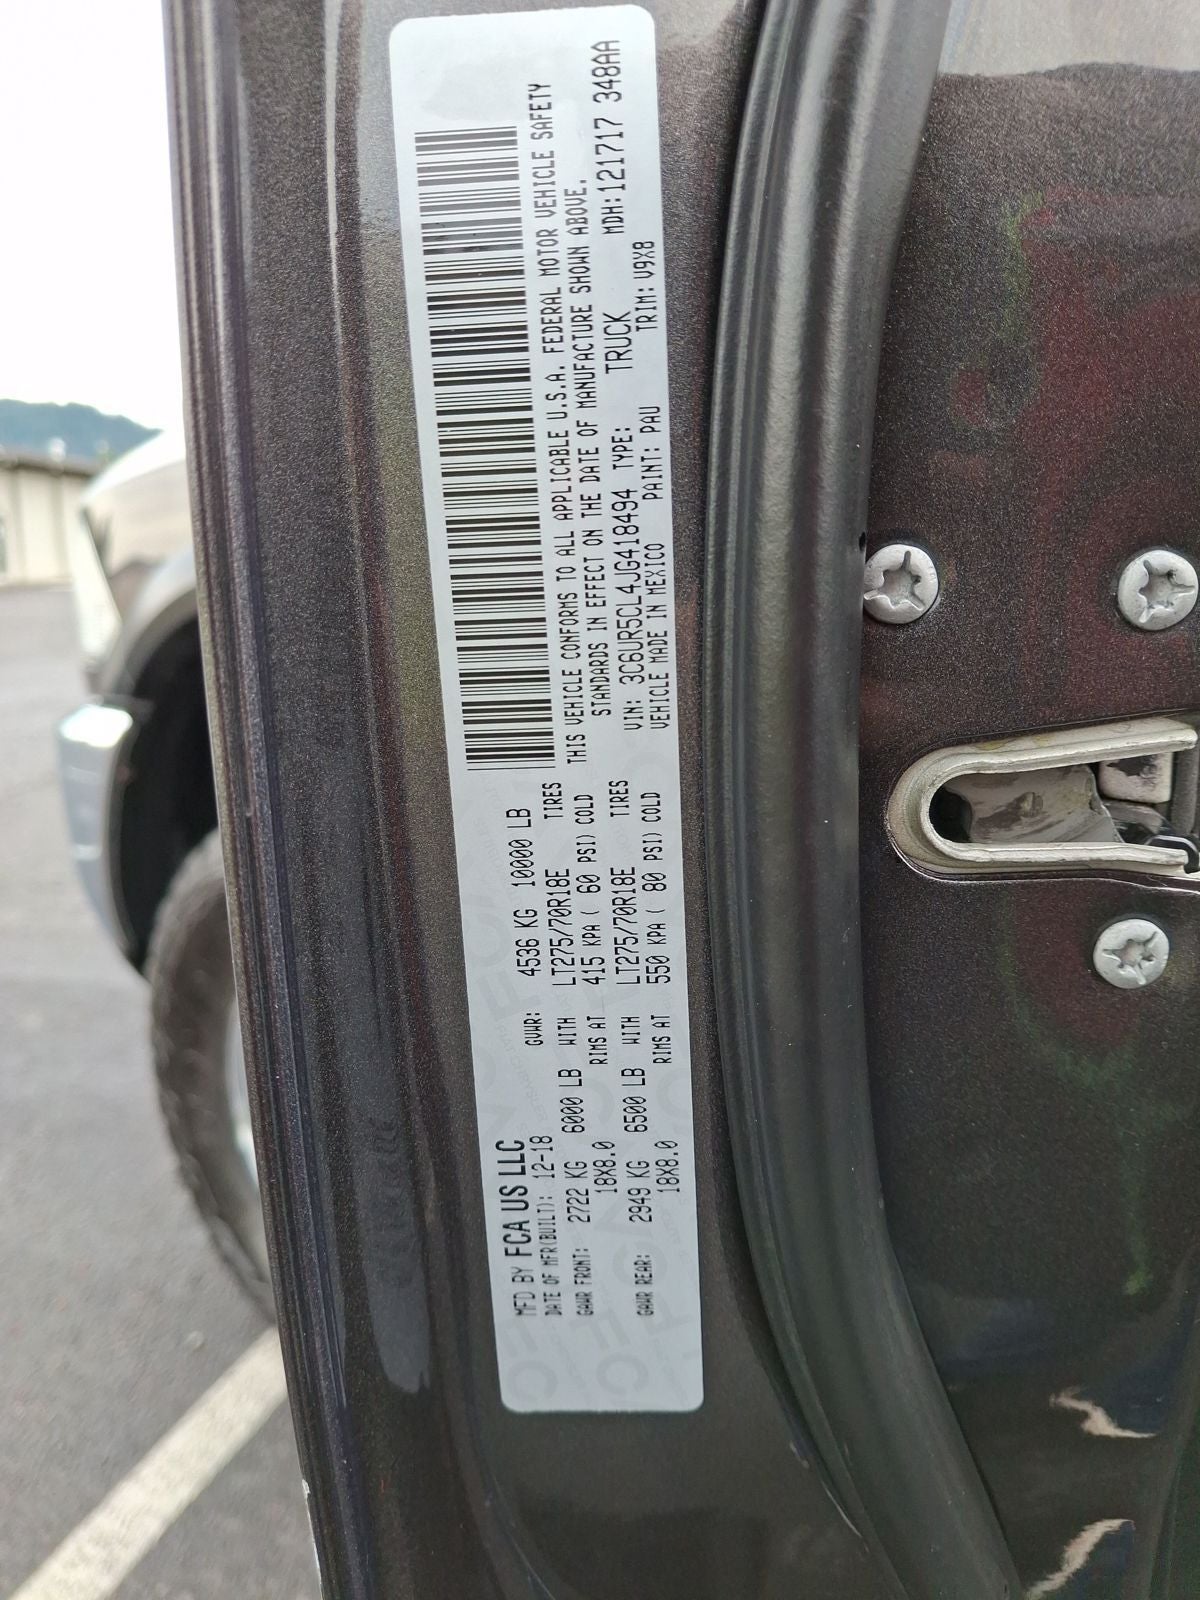 MFD BY FCA US LLC
DATE OF MFR(BUILT): 12-18 GVWR: 4536 KG 10000 LB
GAWR FRONT: 2722 KG 6000 LB WITH LT275/70R18E TIRES
18X8.0 RIMS AT 415 KPA ( 60 PSI) COLD
GAWR REAR: 2949 KG 6500 LB WITH LT275/70R18E TIRES
18X8.0 RIMS AT 550 KPA ( 80 PSI) COLD
THIS VEHICLE CONFORMS TO ALL APPLICABLE U.S.A. FEDERAL MOTOR VEHICLE SAFETY
STANDARDS IN EFFECT ON THE DATE OF MANUFACTURE SHOWN ABOVE.
VIN: 3C6UR5CL4JG418494 TYPE: TRUCK MDH:121717 348AA
VEHICLE MADE IN MEXICO PAINT: PAU TRIM: V9X8